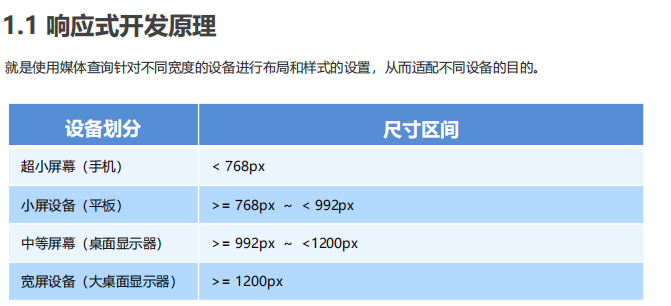 1.1 响应式开发原理
就是使用媒体查询针对不同宽度的设备进行布局和样式的设置，从而适配不同设备的目的。
设备划分 尺寸区间
超小屏幕（手机） < 768px
小屏设备（平板） >= 768px ~ < 992px
中等屏幕（桌面显示器） >= 992px ~ <1200px
宽屏设备（大桌面显示器） >= 1200px